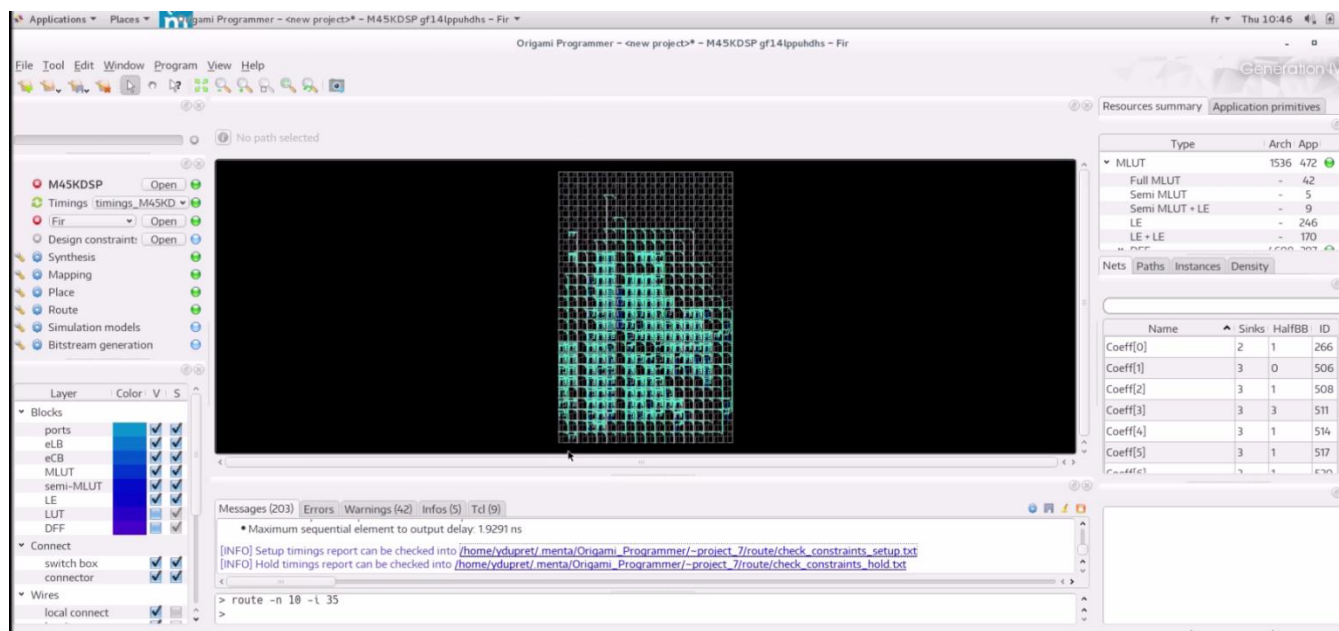 Applications Places Origami Programmer – <new project>* – M45KDSP gf14lppuhdhs – Fir fr Thu 10:46
Origami Programmer – <new project>* – M45KDSP gf14lppuhdhs – Fir
File Tool Edit Window Program View Help
Generation IV
No path selected
M45KDSP Open
Timings timings_M45KD
Fir Open
Design constraint: Open
Synthesis
Mapping
Place
Route
Simulation models
Bitstream generation
Layer Color V S
Blocks
ports
eLB
eCB
MLUT
semi-MLUT
LE
LUT
DFF
Connect
switch box
connector
Wires
local connect
Messages (203) Errors Warnings (42) Infos (5) Tcl (9)
• Maximum sequential element to output delay: 1.9291 ns
[INFO] Setup timings report can be checked into /home/ydupret/.menta/Origami_Programmer/~project_7/route/check_constraints_setup.txt
[INFO] Hold timings report can be checked into /home/ydupret/.menta/Origami_Programmer/~project_7/route/check_constraints_hold.txt
> route -n 10 -i 35
>
Resources summary Application primitives
Type Arch App
MLUT 1536 472
Full MLUT - 42
Semi MLUT - 5
Semi MLUT + LE - 9
LE - 246
LE + LE - 170
Nets Paths Instances Density
Name Sinks HalfBB ID
Coeff[0] 2 1 266
Coeff[1] 3 0 506
Coeff[2] 3 1 508
Coeff[3] 3 3 511
Coeff[4] 3 1 514
Coeff[5] 3 1 517